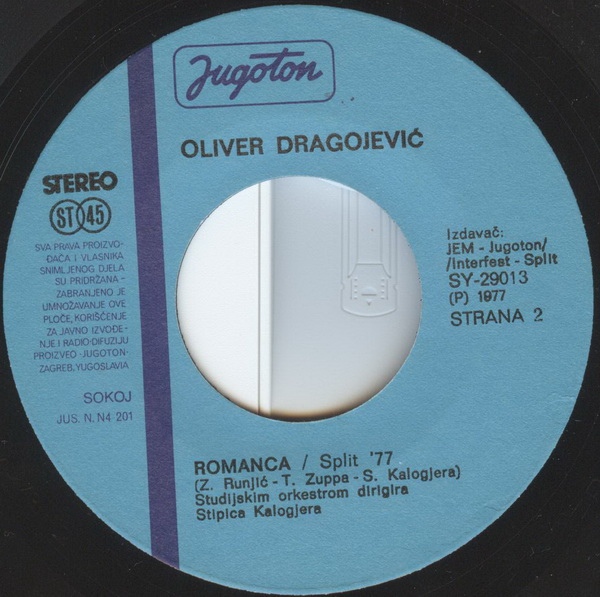 Jugoton
OLIVER DRAGOJEVIĆ
STEREO
ST 45
SVA PRAVA PROIZVO-
ĐAČA I VLASNIKA
SNIMLJENOG DJELA
SU PRIDRŽANA -
ZABRANJENO JE
UMNOŽAVANJE OVE
PLOČE, KORIŠĆENJE
ZA JAVNO IZVOĐE-
NJE I RADIO-DIFUZIJU
PROIZVEO -JUGOTON-
ZAGREB, YUGOSLAVIA
SOKOJ
JUS. N. N4 201
Izdavač:
JEM - Jugoton/
/Interfest - Split
SY-29013
(P) 1977
STRANA 2
ROMANCA / Split '77
(Z. Runjić - T. Zuppa - S. Kalogjera)
Studijskim orkestrom dirigira
Stipica Kalogjera